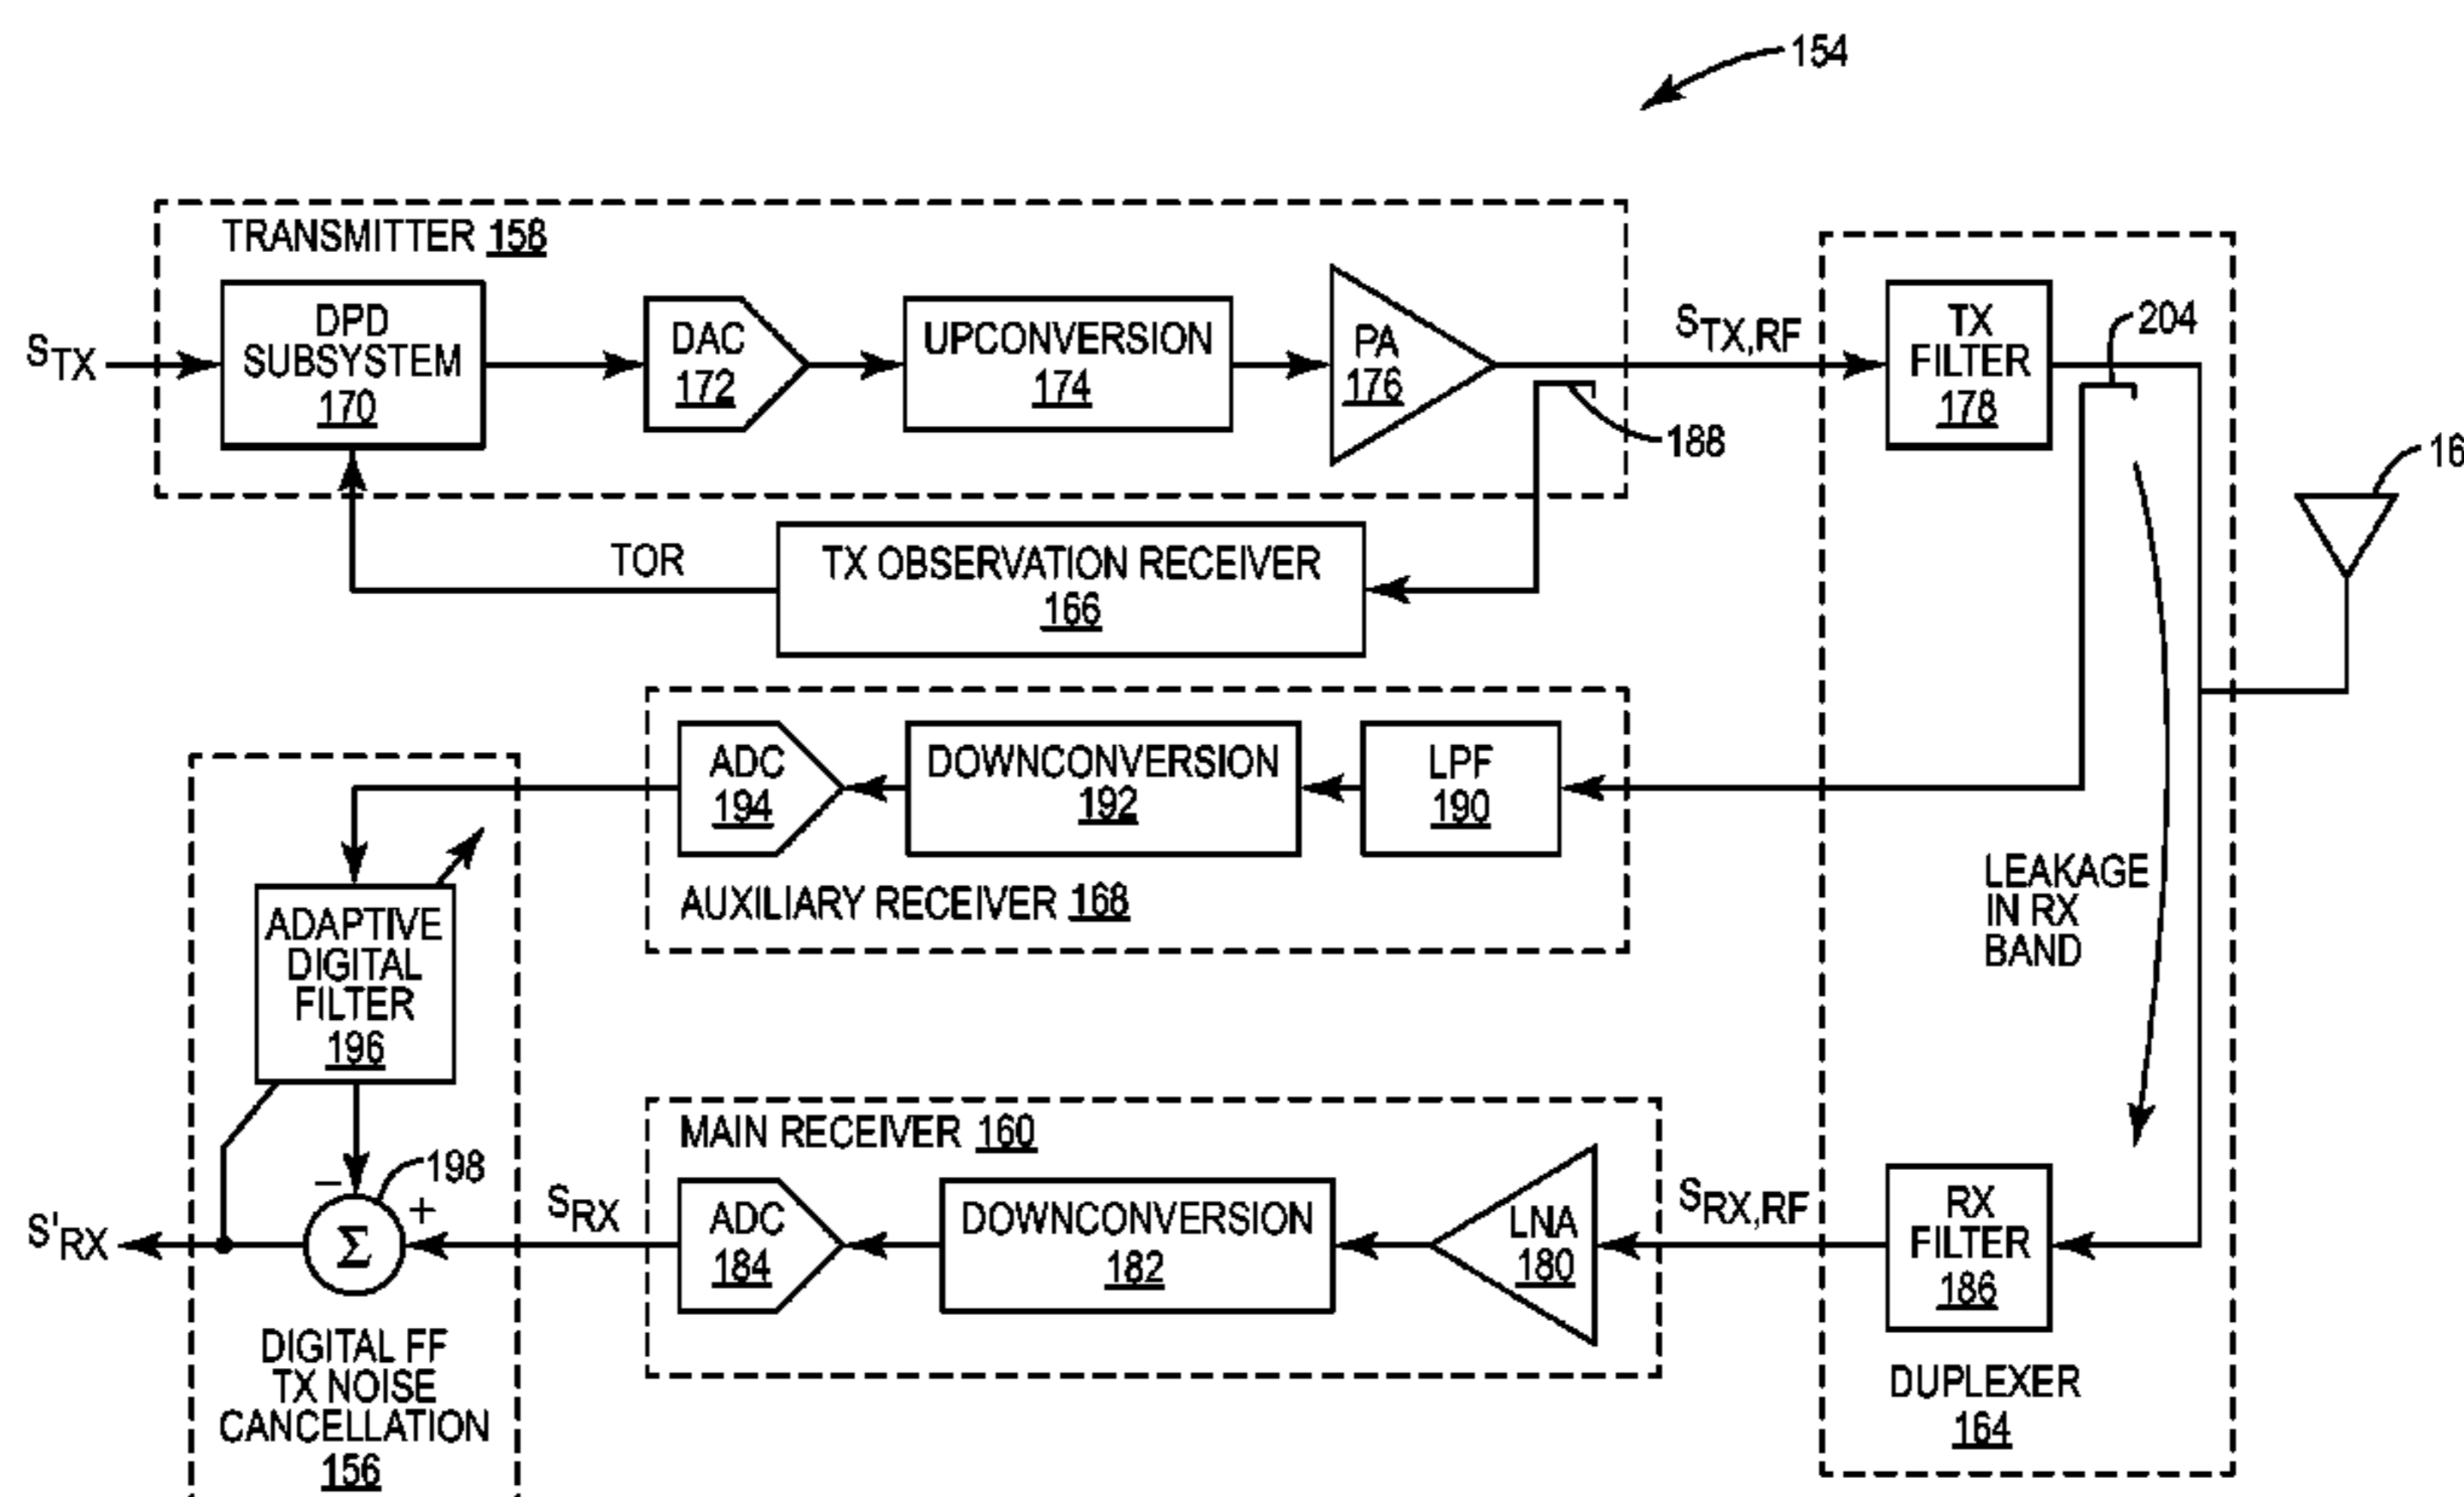 154
TRANSMITTER 158
STX
DPD
SUBSYSTEM
170
DAC
172
UPCONVERSION
174
PA
176
188
STX,RF
TX
FILTER
178
204
16
TOR
TX OBSERVATION RECEIVER
166
ADC
194
DOWNCONVERSION
192
LPF
190
AUXILIARY RECEIVER 168
LEAKAGE
IN RX
BAND
ADAPTIVE
DIGITAL
FILTER
196
MAIN RECEIVER 160
198
−
+
Σ
S'RX
SRX
ADC
184
DOWNCONVERSION
182
LNA
180
SRX,RF
RX
FILTER
186
DIGITAL FF
TX NOISE
CANCELLATION
156
DUPLEXER
164